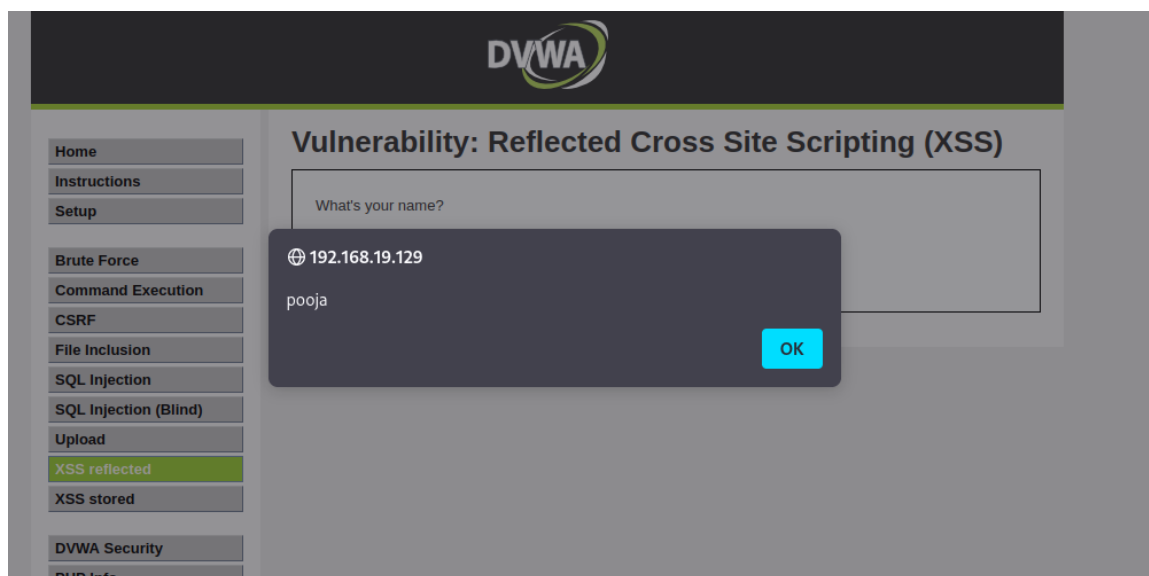 DVWA
Home
Instructions
Setup
Brute Force
Command Execution
CSRF
File Inclusion
SQL Injection
SQL Injection (Blind)
Upload
XSS reflected
XSS stored
DVWA Security
Vulnerability: Reflected Cross Site Scripting (XSS)
What's your name?
192.168.19.129
pooja
OK